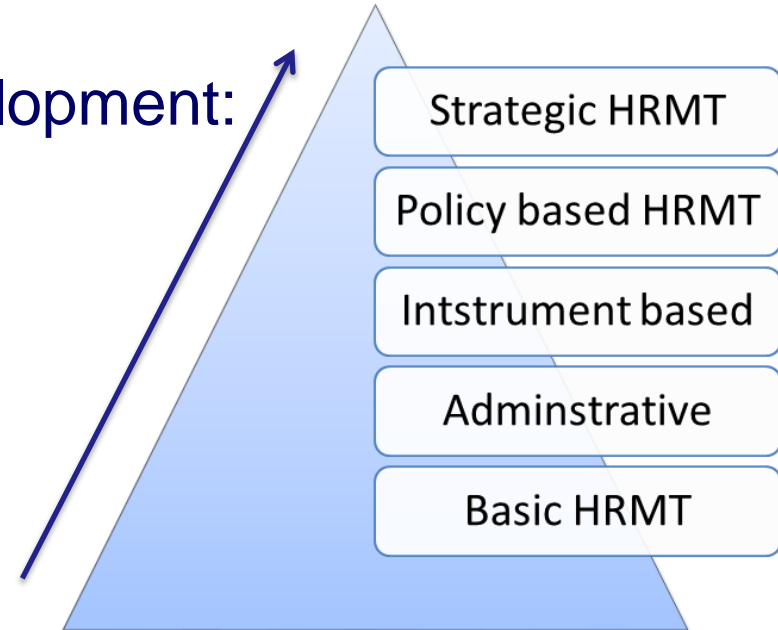 lopment:
Strategic HRMT
Policy based HRMT
Intstrument based
Adminstrative
Basic HRMT